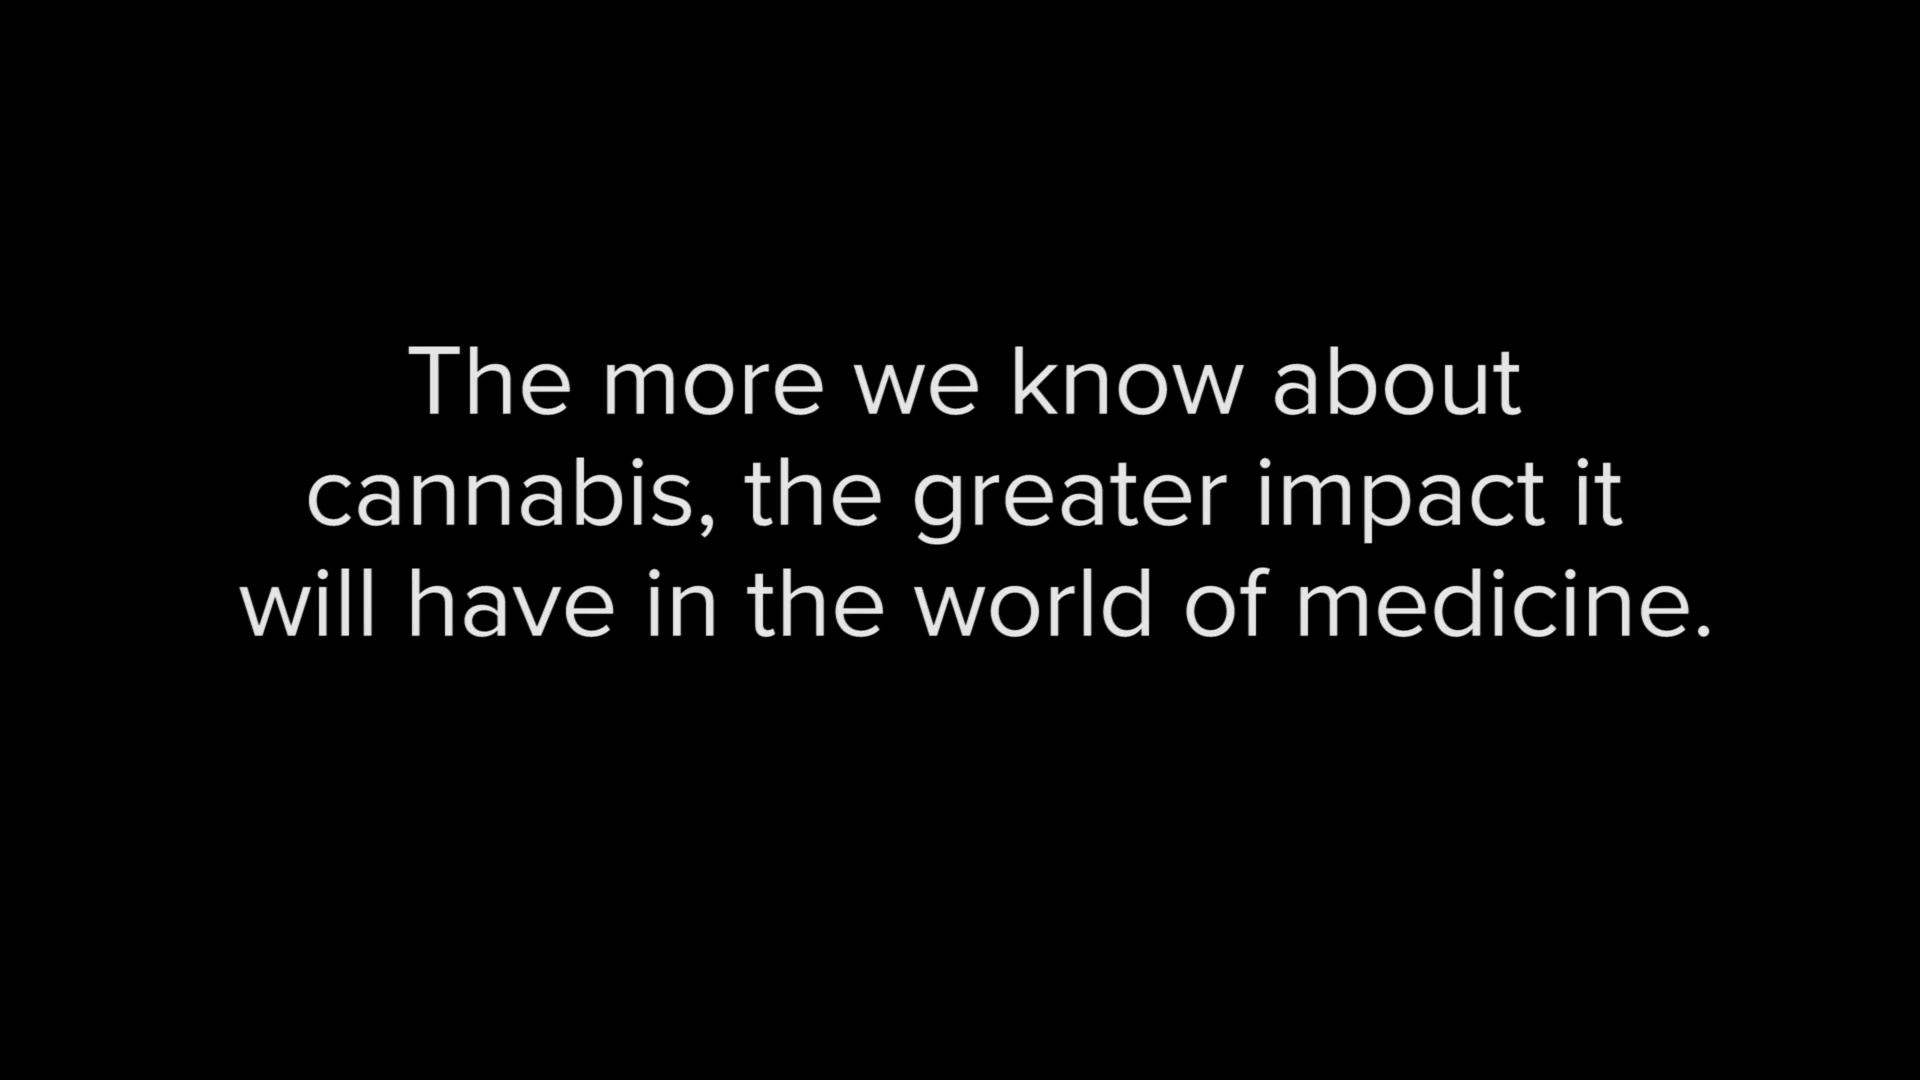 The more we know about
cannabis, the greater impact it
will have in the world of medicine.